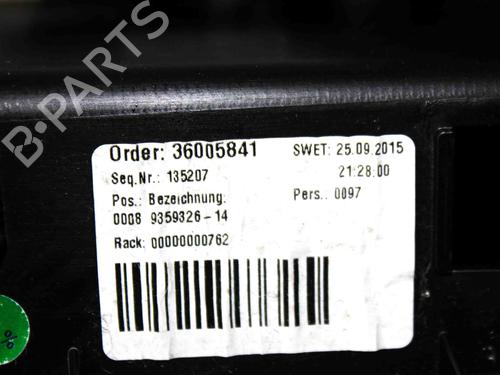 B-PARTS
Order: 36005841 SWET: 25.09.2015
Seq.Nr.: 135207 21:28:00
Pos.: Bezeichnung: Pers.. 0097
0008 9359326-14
Rack: 00000000762
%